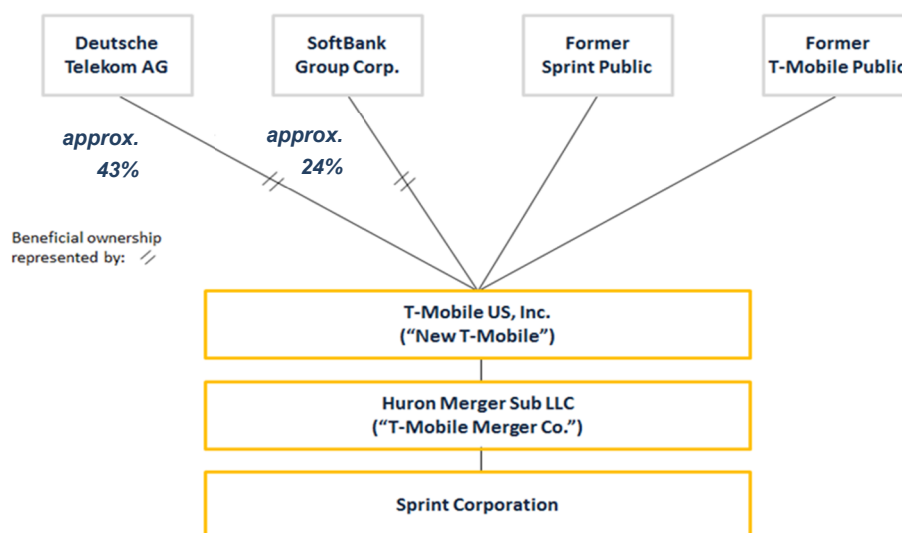 Deutsche
Telekom AG
SoftBank
Group Corp.
Former
Sprint Public
Former
T-Mobile Public
approx.
43%
approx.
24%
Beneficial ownership
represented by: //
T-Mobile US, Inc.
(“New T-Mobile”)
Huron Merger Sub LLC
(“T-Mobile Merger Co.”)
Sprint Corporation